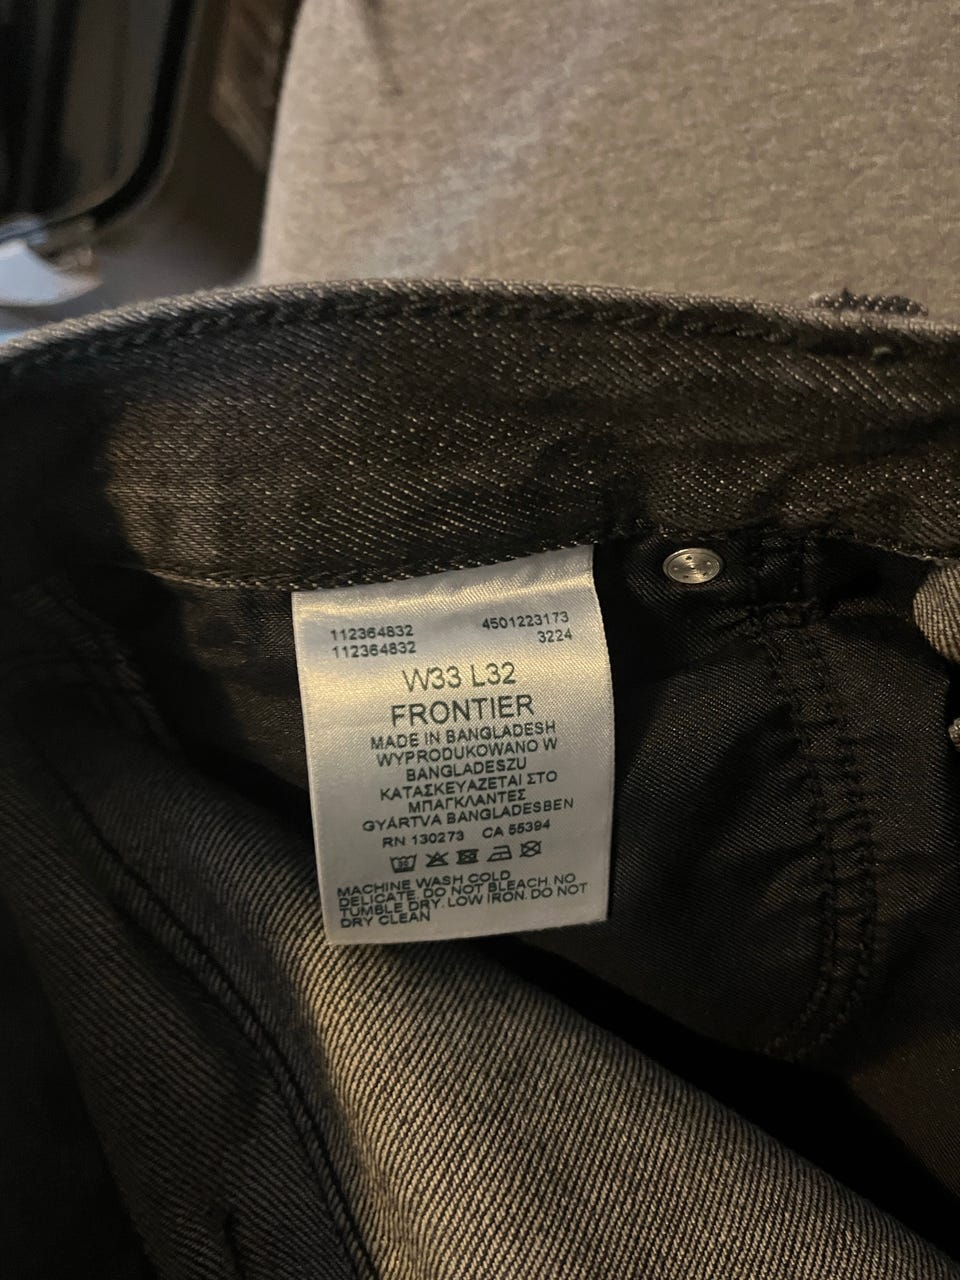 112364832 4501223173
112364832 3224
W33 L32
FRONTIER
MADE IN BANGLADESH
WYPRODUKOWANO W
BANGLADESZU
ΚΑΤΑΣΚΕΥΑΖΕΤΑΙ ΣΤΟ
ΜΠΑΓΚΛΑΝΤΕΣ
GYÁRTVA BANGLADESBEN
RN 130273 CA 55394
MACHINE WASH COLD
DELICATE. DO NOT BLEACH. NO
TUMBLE DRY. LOW IRON. DO NOT
DRY CLEAN